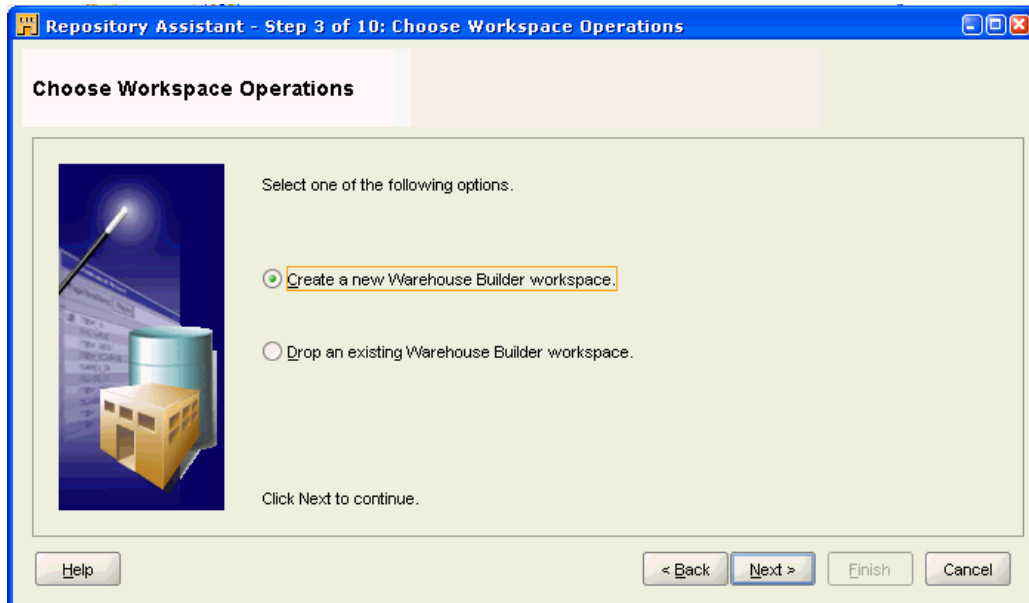 Repository Assistant - Step 3 of 10: Choose Workspace Operations
Choose Workspace Operations
Select one of the following options.
Create a new Warehouse Builder workspace.
Drop an existing Warehouse Builder workspace.
Click Next to continue.
Help
< Back
Next >
Finish
Cancel